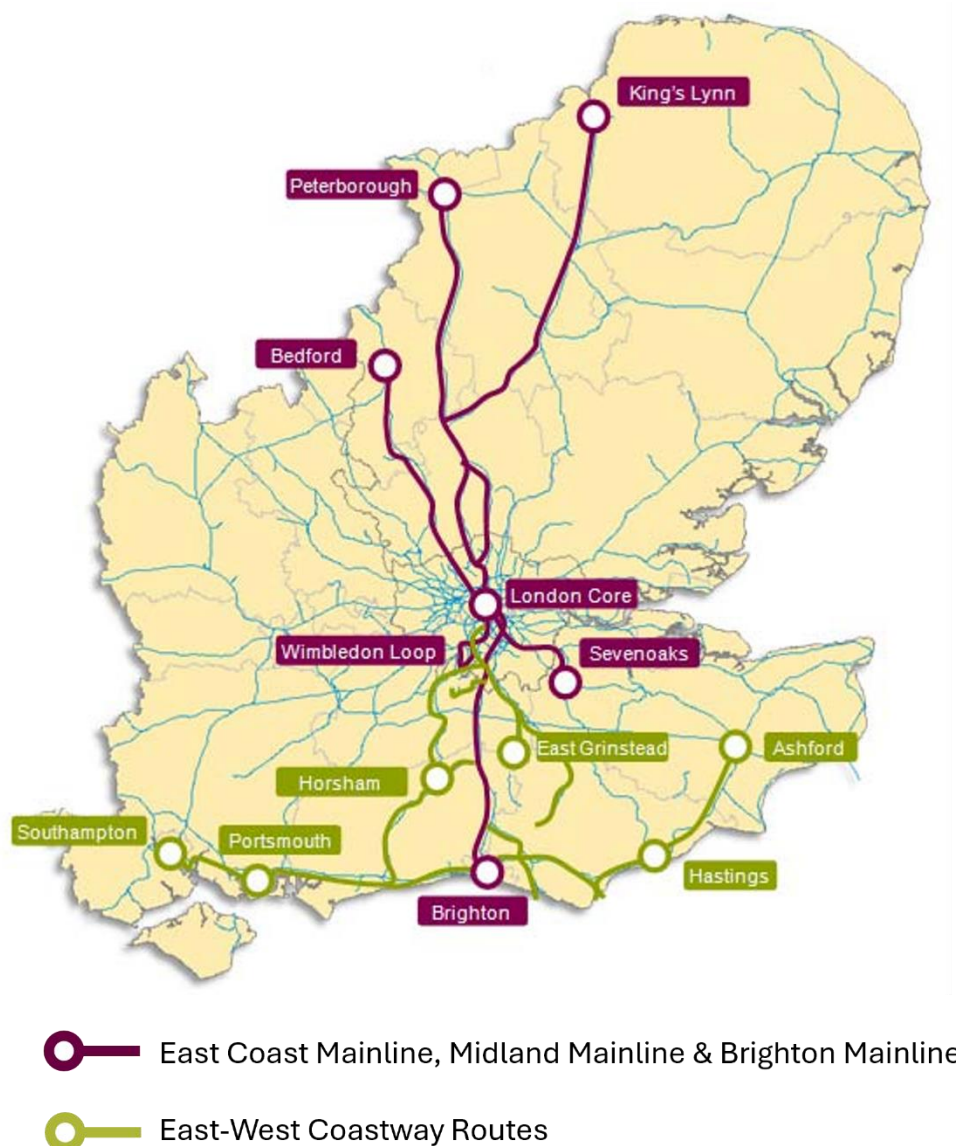 King's Lynn
Peterborough
Bedford
London Core
Wimbledon Loop
Sevenoaks
East Grinstead
Ashford
Horsham
Southampton
Portsmouth
Hastings
Brighton
East Coast Mainline, Midland Mainline & Brighton Mainline
East-West Coastway Routes